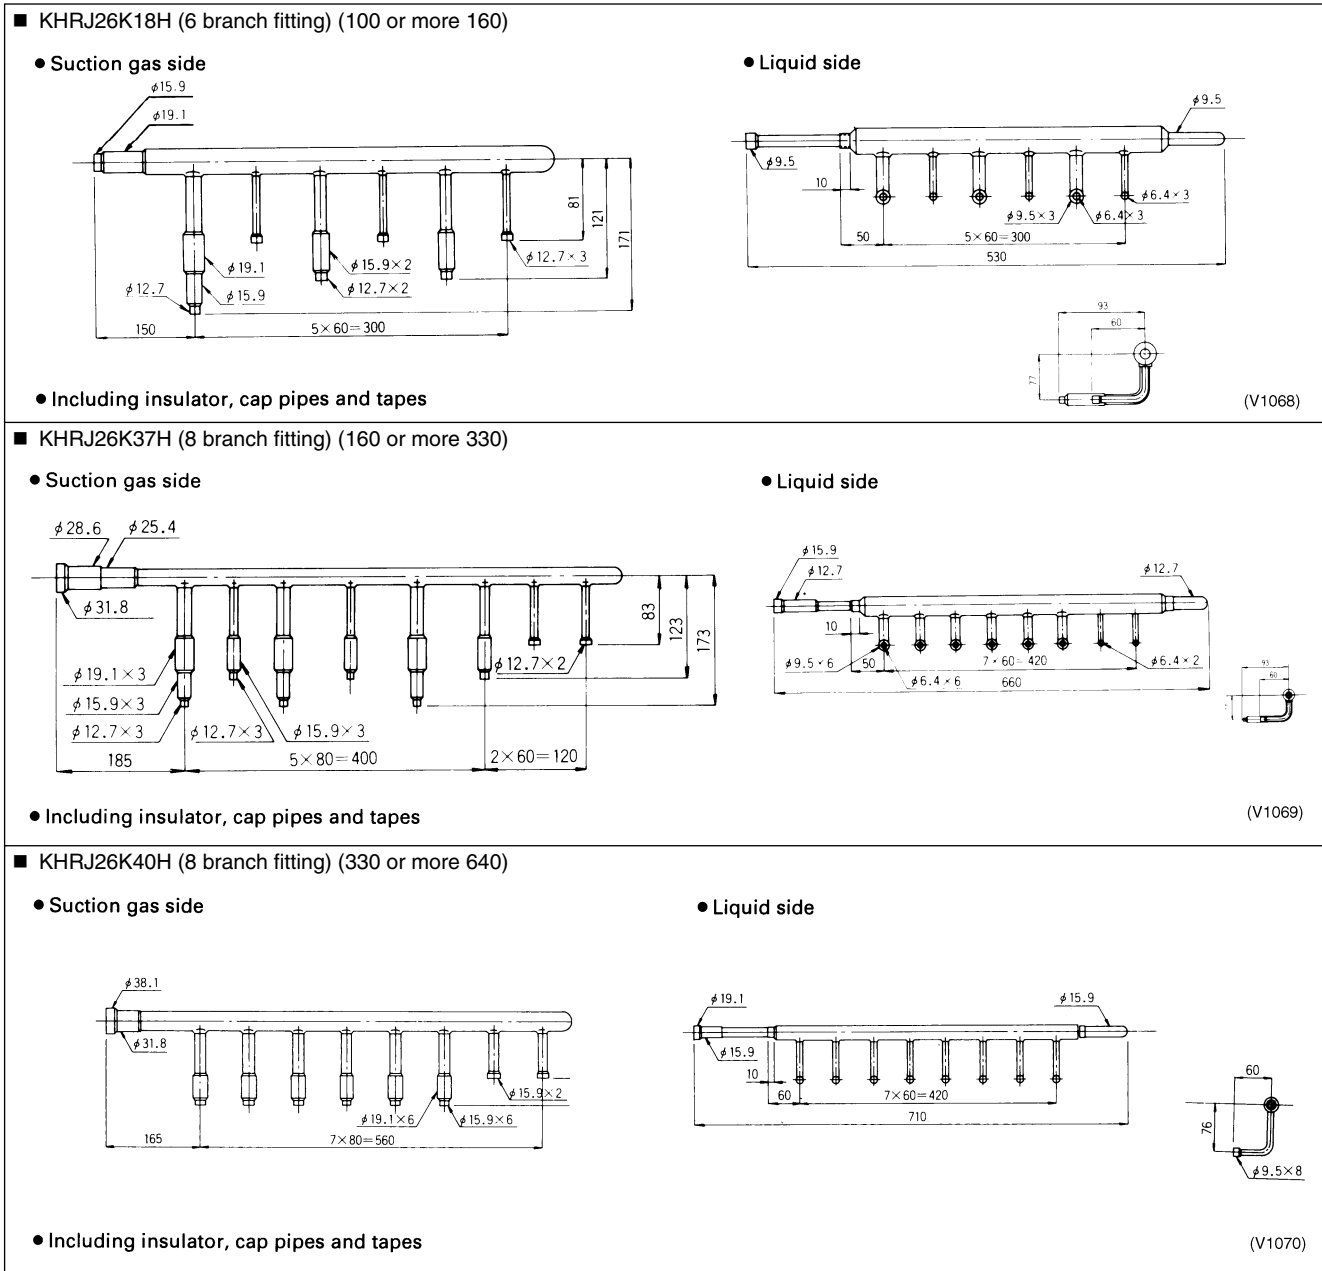 ■ KHRJ26K18H (6 branch fitting) (100 or more 160)
● Suction gas side
φ15.9
φ19.1
81
121
171
φ19.1
φ15.9×2
φ12.7×3
φ12.7
φ15.9
φ12.7×2
150
5×60=300
● Including insulator, cap pipes and tapes
● Liquid side
φ9.5
φ9.5
10
φ6.4×3
φ9.5×3
φ6.4×3
50
5×60=300
530
93
60
77
(V1068)
■ KHRJ26K37H (8 branch fitting) (160 or more 330)
● Suction gas side
φ28.6
φ25.4
φ31.8
83
123
173
φ19.1×3
φ12.7×2
φ15.9×3
φ12.7×3
φ12.7×3
φ15.9×3
185
5×80=400
2×60=120
● Including insulator, cap pipes and tapes
● Liquid side
φ15.9
φ12.7
φ12.7
10
φ9.5×6
50
7×60=420
φ6.4×2
φ6.4×6
660
93
60
(V1069)
■ KHRJ26K40H (8 branch fitting) (330 or more 640)
● Suction gas side
φ38.1
φ31.8
φ15.9×2
φ19.1×6
φ15.9×6
165
7×80=560
● Including insulator, cap pipes and tapes
● Liquid side
φ19.1
φ15.9
φ15.9
10
60
7×60=420
710
60
76
φ9.5×8
(V1070)